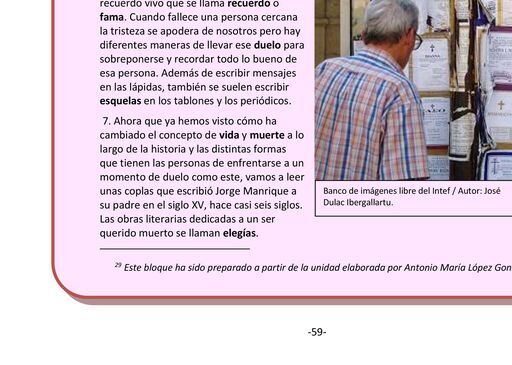 recuerdo vivo que se llama recuerdo o
fama. Cuando fallece una persona cercana
la tristeza se apodera de nosotros pero hay
diferentes maneras de llevar ese duelo para
sobreponerse y recordar todo lo bueno de
esa persona. Además de escribir mensajes
en las lápidas, también se suelen escribir
esquelas en los tablones y los periódicos.
7. Ahora que ya hemos visto cómo ha
cambiado el concepto de vida y muerte a lo
largo de la historia y las distintas formas
que tienen las personas de enfrentarse a un
momento de duelo como este, vamos a leer
unas coplas que escribió Jorge Manrique a
su padre en el siglo XV, hace casi seis siglos.
Las obras literarias dedicadas a un ser
querido muerto se llaman elegías.
Banco de imágenes libre del Intef / Autor: José
Dulac Ibergallartu.
29 Este bloque ha sido preparado a partir de la unidad elaborada por Antonio María López Gon
-59-